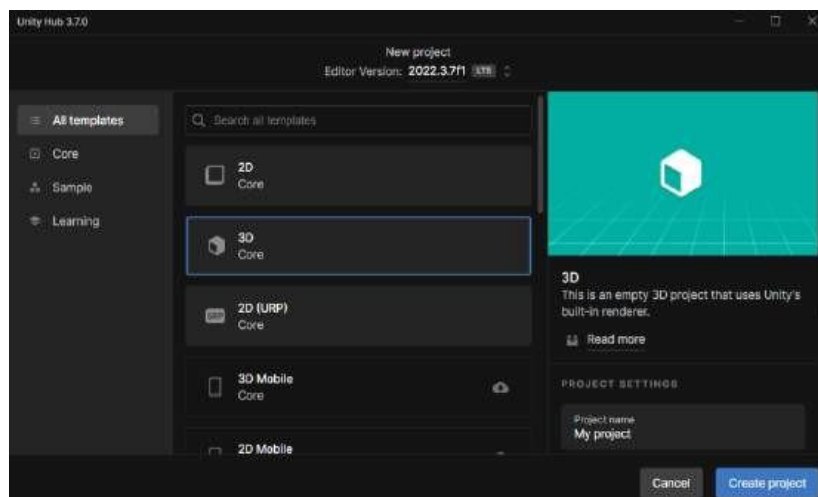 Unity Hub 3.7.0
New project
Editor Version: 2022.3.7f1 LTS
All templates
Core
Sample
Learning
Search all templates
2D
Core
3D
Core
2D (URP)
Core
3D Mobile
Core
2D Mobile
3D
This is an empty 3D project that uses Unity's
built-in renderer.
Read more
PROJECT SETTINGS
Project name
My project
Cancel
Create project